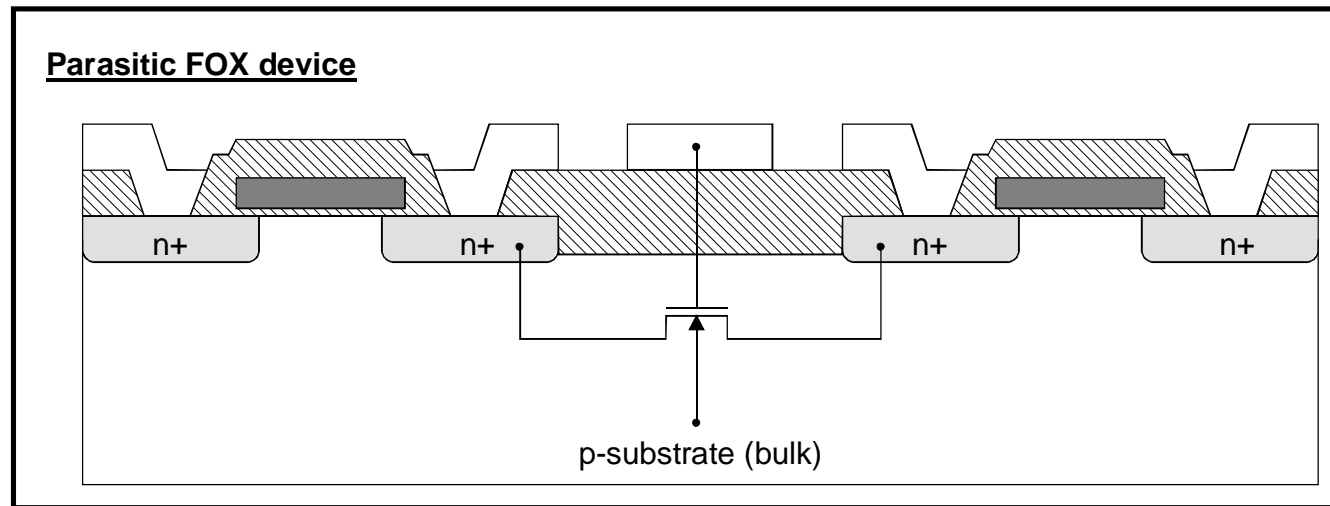 Parasitic FOX device
n+
n+
n+
n+
p-substrate (bulk)